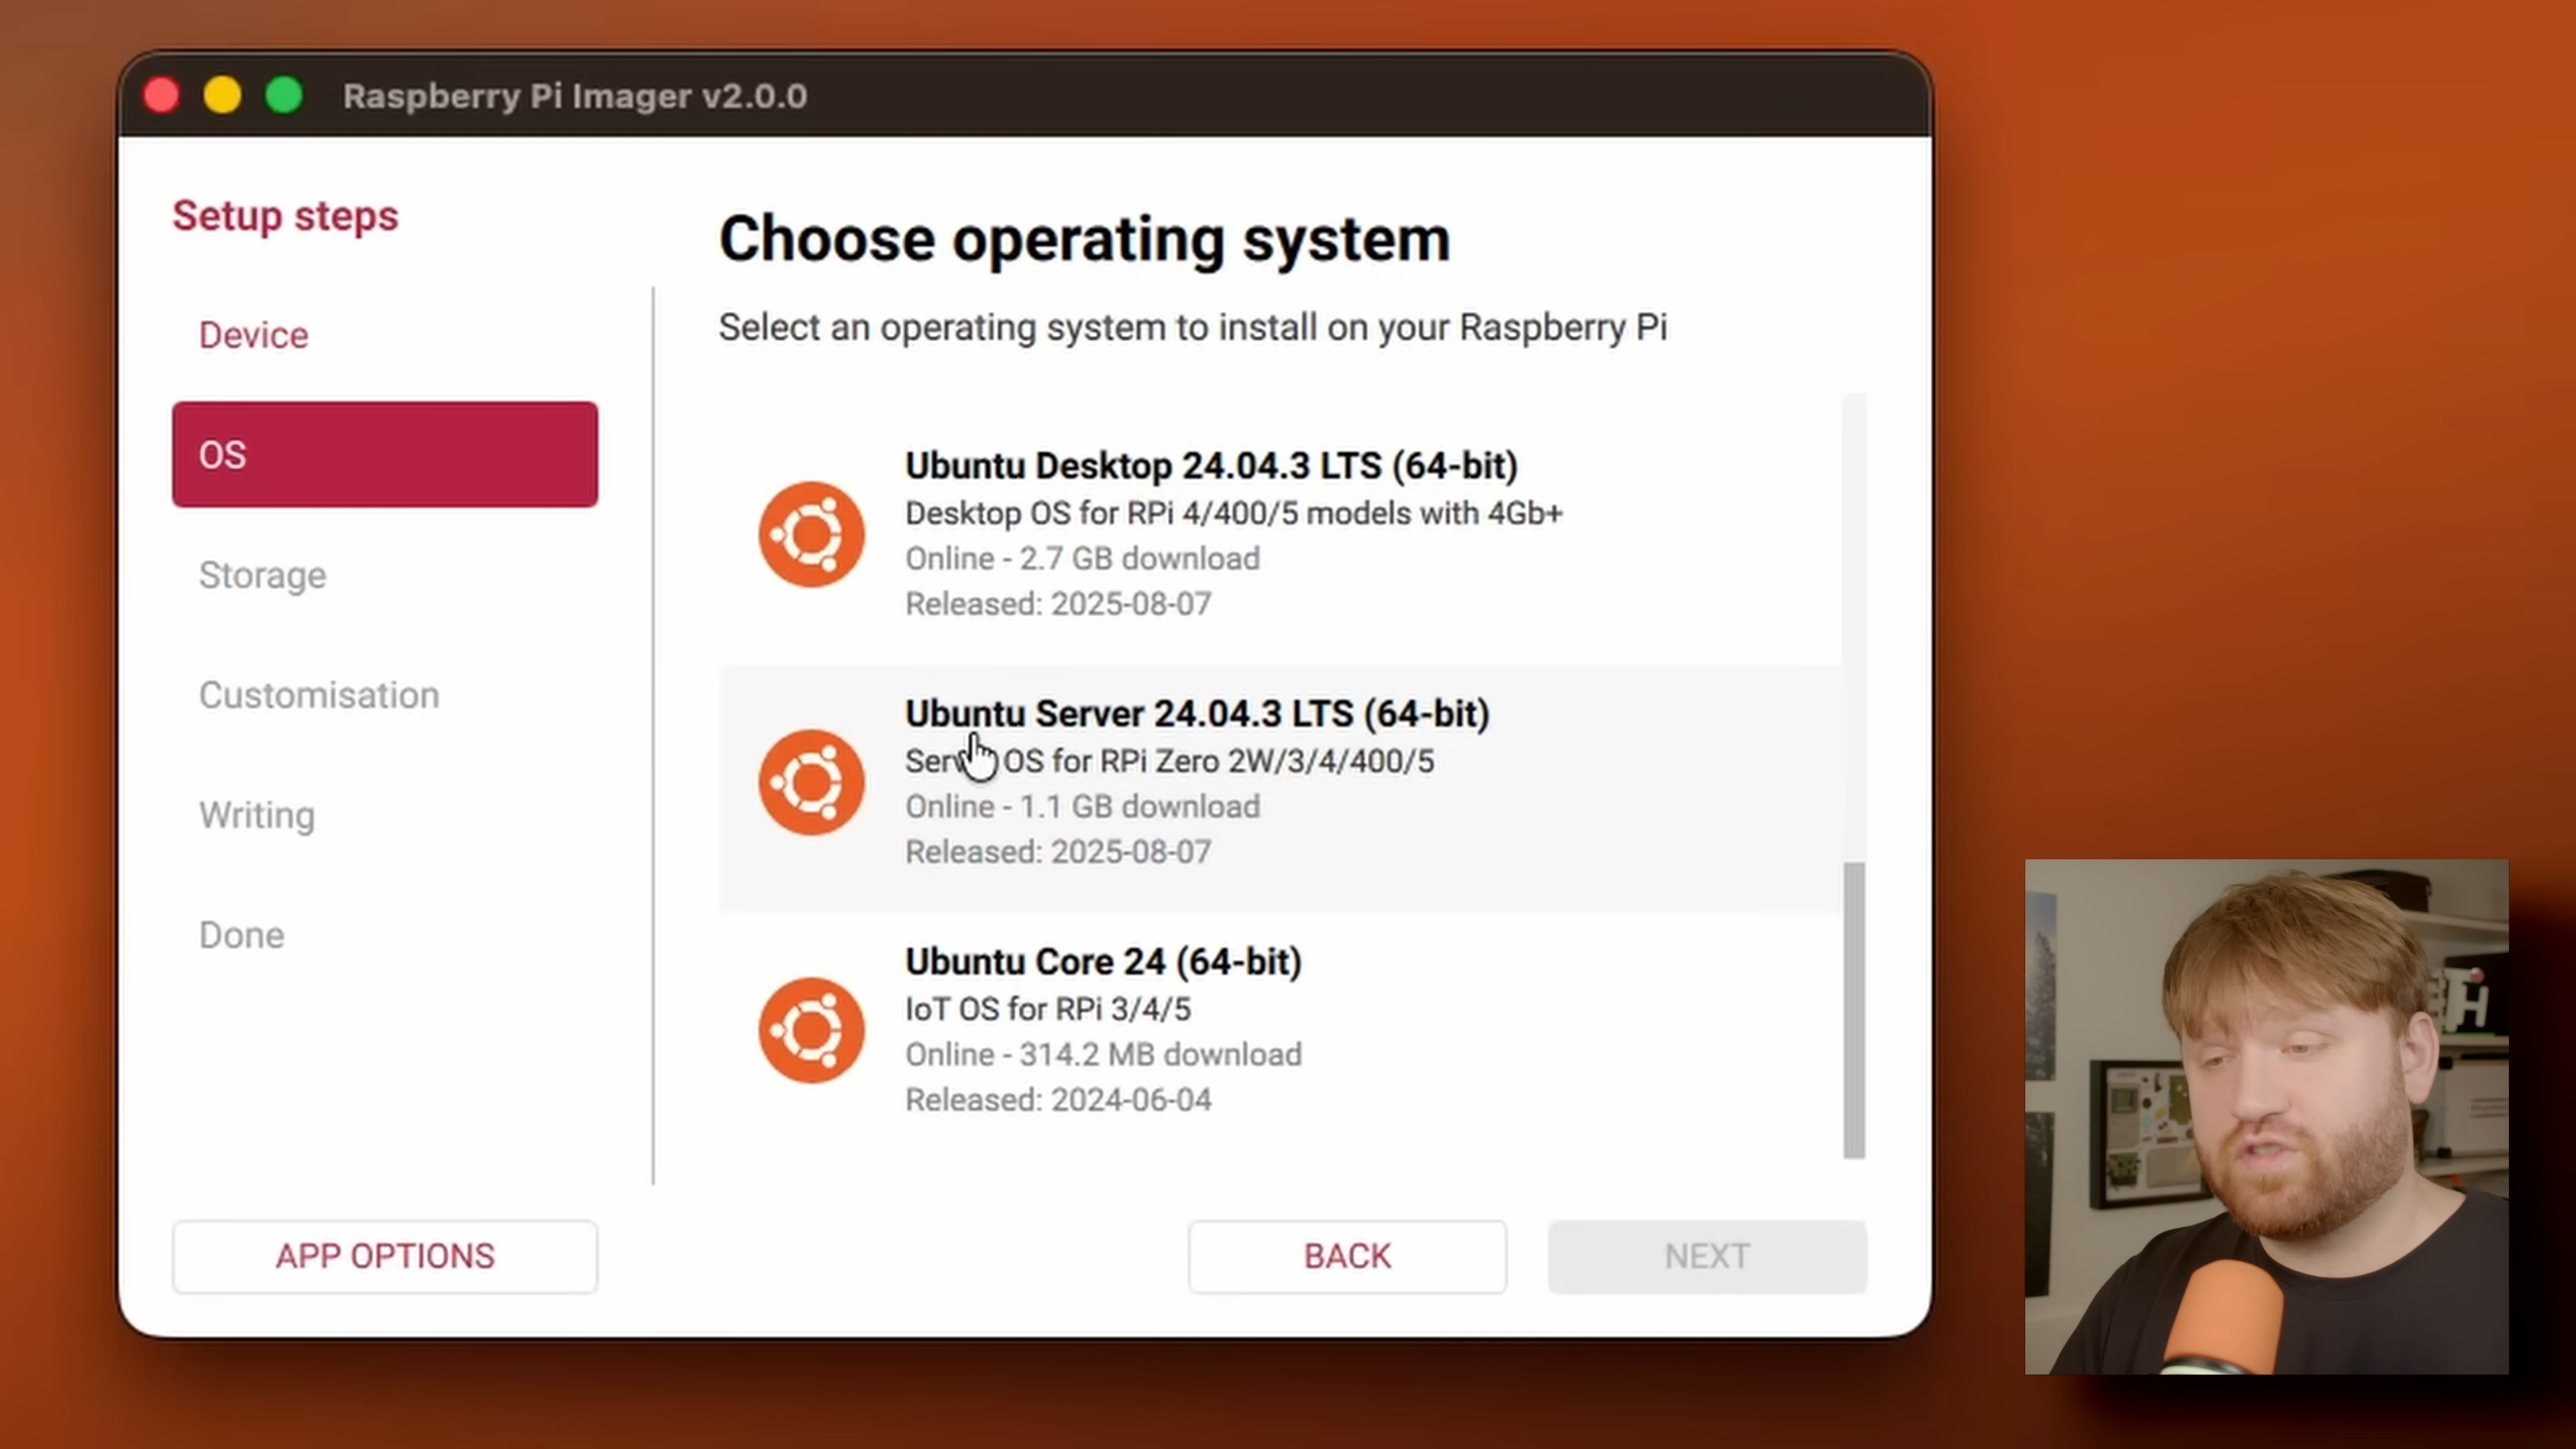 Raspberry Pi Imager v2.0.0
Setup steps
Device
OS
Storage
Customisation
Writing
Done
APP OPTIONS
Choose operating system
Select an operating system to install on your Raspberry Pi
Ubuntu Desktop 24.04.3 LTS (64-bit)
Desktop OS for RPi 4/400/5 models with 4Gb+
Online - 2.7 GB download
Released: 2025-08-07
Ubuntu Server 24.04.3 LTS (64-bit)
OS for RPi Zero 2W/3/4/400/5
Online - 1.1 GB download
Released: 2025-08-07
Ubuntu Core 24 (64-bit)
IoT OS for RPi 3/4/5
Online - 314.2 MB download
Released: 2024-06-04
BACK
NEXT